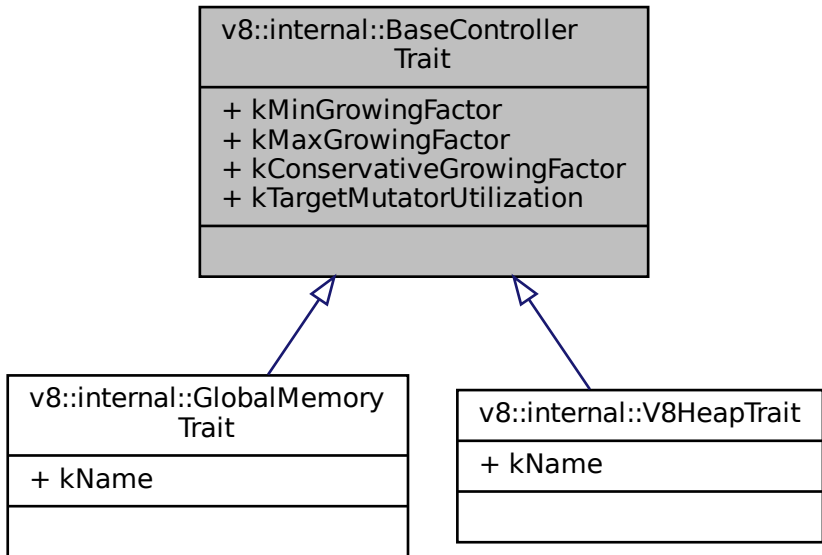 v8::internal::BaseController
Trait
+ kMinGrowingFactor
+ kMaxGrowingFactor
+ kConservativeGrowingFactor
+ kTargetMutatorUtilization
v8::internal::GlobalMemory
Trait
+ kName
v8::internal::V8HeapTrait
+ kName